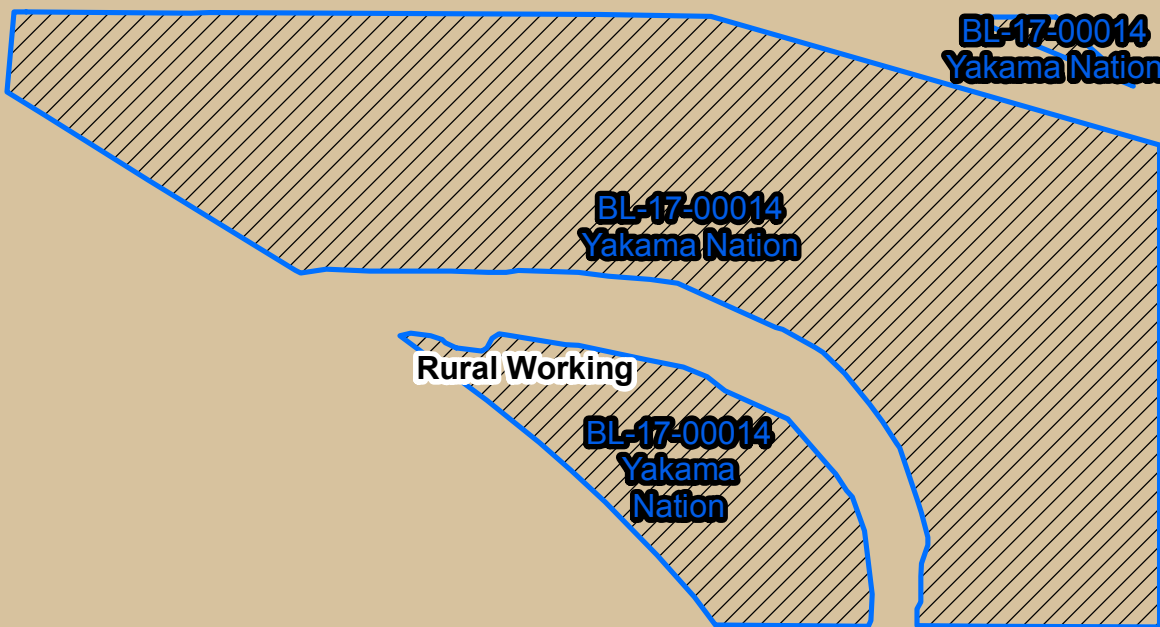 BL-17-00014
Yakama Nation
BL-17-00014
Yakama Nation
Rural Working
BL-17-00014
Yakama
Nation